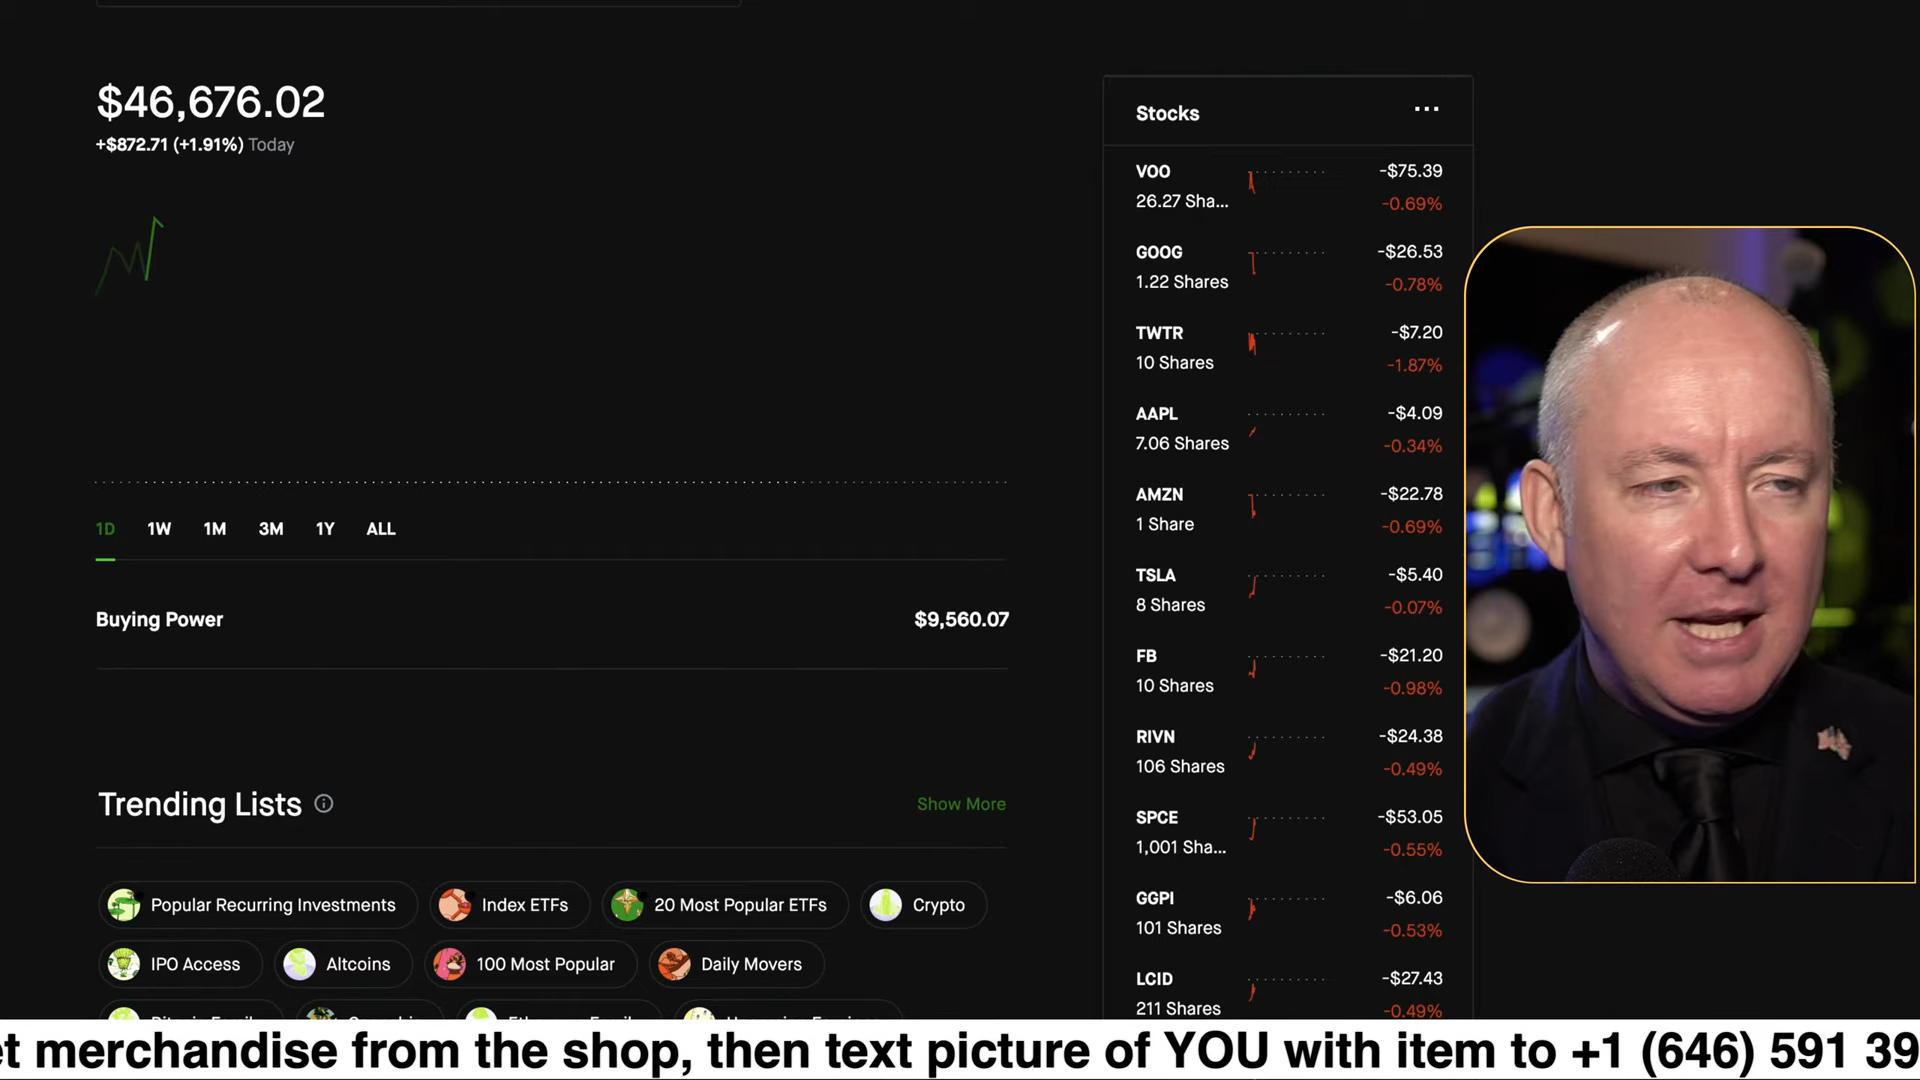 $46,676.02
+$872.71 (+1.91%) Today
1D 1W 1M 3M 1Y ALL
Buying Power $9,560.07
Trending Lists Show More
Popular Recurring Investments Index ETFs 20 Most Popular ETFs Crypto
IPO Access Altcoins 100 Most Popular Daily Movers
Stocks ...
VOO -$75.39
26.27 Sha... -0.69%
GOOG -$26.53
1.22 Shares -0.78%
TWTR -$7.20
10 Shares -1.87%
AAPL -$4.09
7.06 Shares -0.34%
AMZN -$22.78
1 Share -0.69%
TSLA -$5.40
8 Shares -0.07%
FB -$21.20
10 Shares -0.98%
RIVN -$24.38
106 Shares -0.49%
SPCE -$53.05
1,001 Sha... -0.55%
GGPI -$6.06
101 Shares -0.53%
LCID -$27.43
211 Shares -0.49%
et merchandise from the shop, then text picture of YOU with item to +1 (646) 591 39